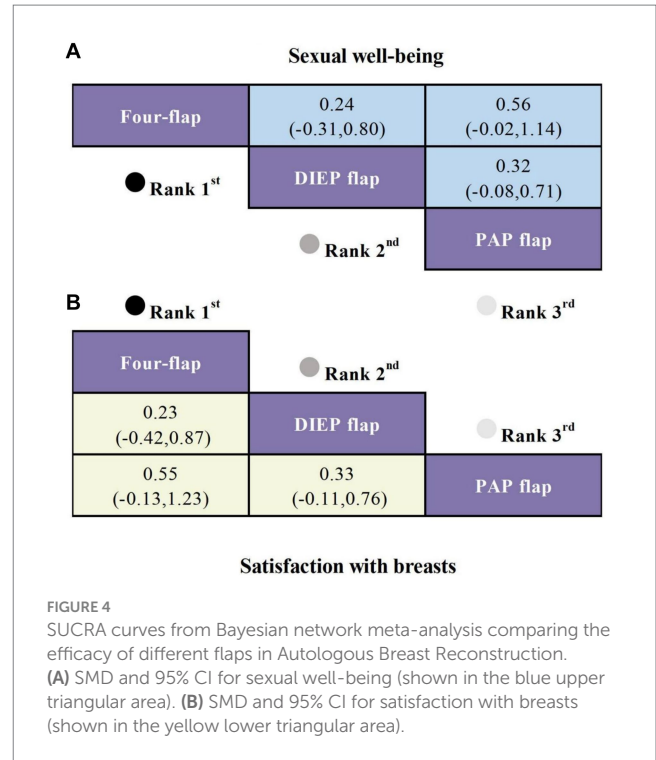 A
Sexual well-being
Four-flap
0.24
(-0.31,0.80)
0.56
(-0.02,1.14)
Rank 1st
DIEP flap
0.32
(-0.08,0.71)
Rank 2nd
PAP flap
B
Rank 1st
Rank 3rd
Four-flap
Rank 2nd
0.23
(-0.42,0.87)
DIEP flap
Rank 3rd
0.55
(-0.13,1.23)
0.33
(-0.11,0.76)
PAP flap
Satisfaction with breasts
FIGURE 4
SUCRA curves from Bayesian network meta-analysis comparing the
efficacy of different flaps in Autologous Breast Reconstruction.
(A) SMD and 95% CI for sexual well-being (shown in the blue upper
triangular area). (B) SMD and 95% CI for satisfaction with breasts
(shown in the yellow lower triangular area).